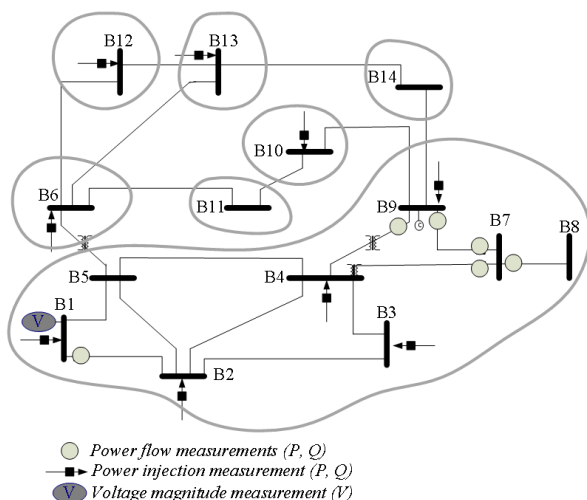 B12
B13
B14
B10
B6
B11
B9
B7
B8
B5
B4
B1
B3
V
B2
Power flow measurements (P, Q)
Power injection measurement (P, Q)
V Voltage magnitude measurement (V)